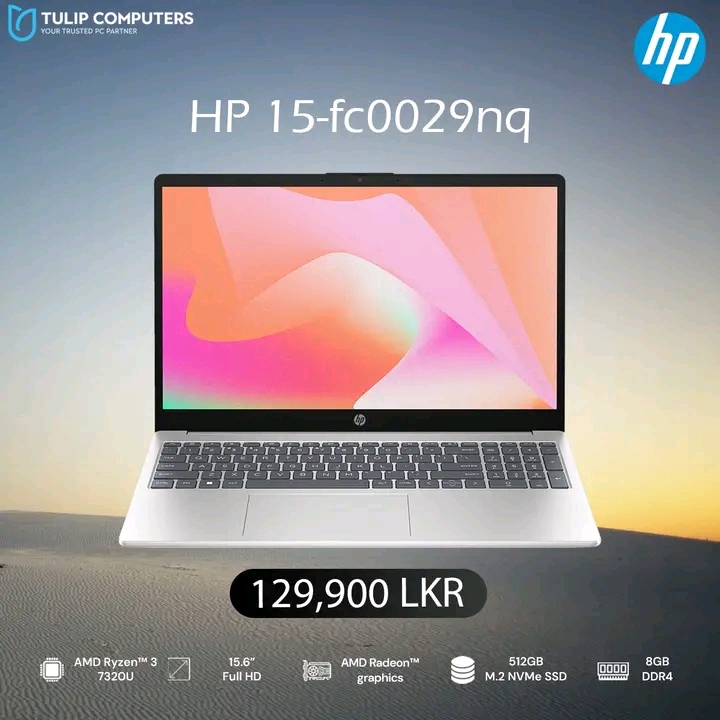 TULIP COMPUTERS
YOUR TRUSTED PC PARTNER
hp
HP 15-fc0029nq
hp
129,900 LKR
AMD Ryzen™ 3
7320U
15.6”
Full HD
AMD Radeon™
graphics
512GB
M.2 NVMe SSD
8GB
DDR4